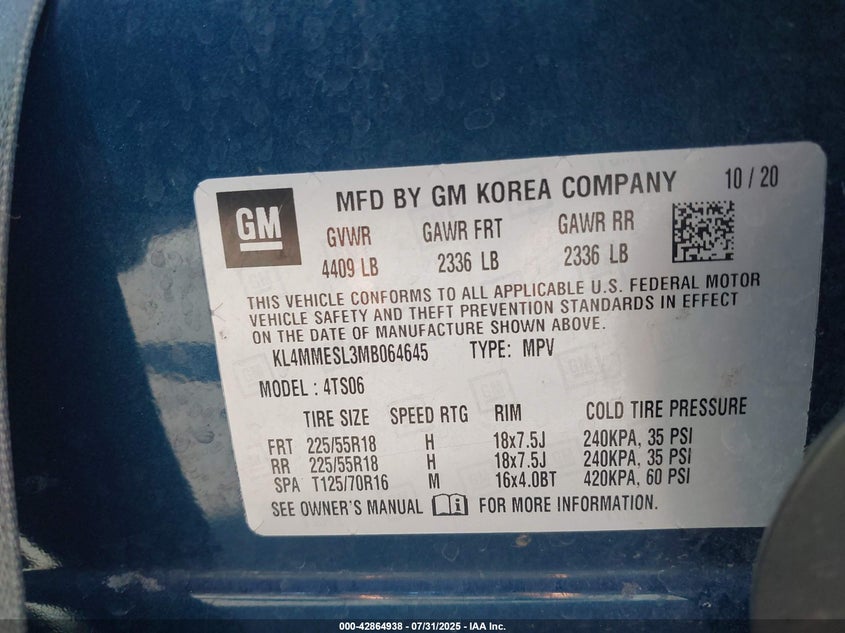 GM
MFD BY GM KOREA COMPANY 10 / 20
GVWR GAWR FRT GAWR RR
4409 LB 2336 LB 2336 LB
THIS VEHICLE CONFORMS TO ALL APPLICABLE U.S. FEDERAL MOTOR
VEHICLE SAFETY AND THEFT PREVENTION STANDARDS IN EFFECT
ON THE DATE OF MANUFACTURE SHOWN ABOVE.
KL4MMESL3MB064645 TYPE: MPV
MODEL : 4TS06
TIRE SIZE SPEED RTG RIM COLD TIRE PRESSURE
FRT 225/55R18 H 18x7.5J 240KPA, 35 PSI
RR 225/55R18 H 18x7.5J 240KPA, 35 PSI
SPA T125/70R16 M 16x4.0BT 420KPA, 60 PSI
SEE OWNER'S MANUAL i FOR MORE INFORMATION.
000-42864938 - 07/31/2025 - IAA Inc.